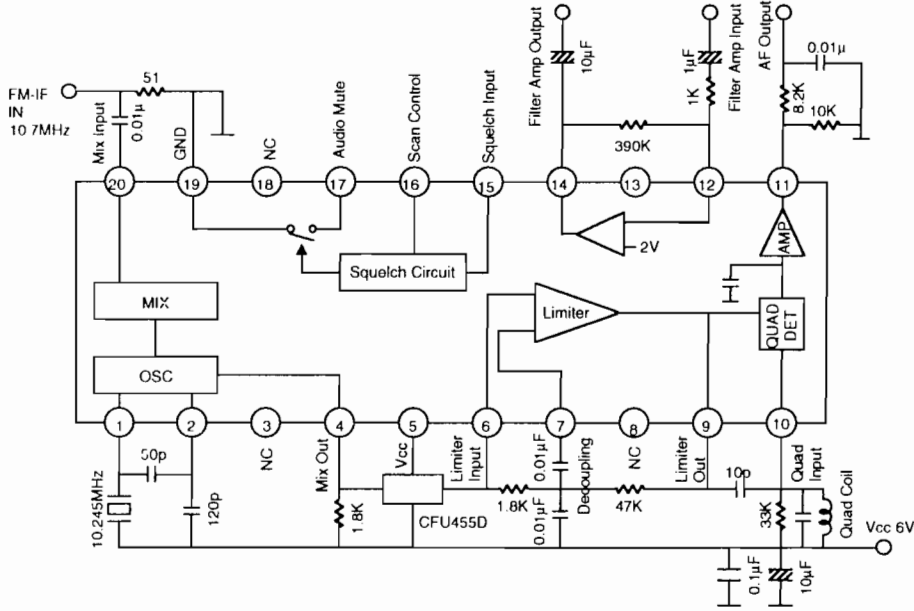 Filter Amp Output
10μF
1μF
Filter Amp Input
AF Output
0.01μ
FM-IF
IN
10.7MHz
51
0.01μ
Mix Input
GND
NC
Audio Mute
Scan Control
Squelch Input
1K
390K
8.2K
10K
20
19
18
17
16
15
14
13
12
11
2V
AMP
Squelch Circuit
MIX
Limiter
QUAD
DET
OSC
1
2
3
4
5
6
7
8
9
10
10.245MHz
50p
120p
NC
Mix Out
1.8K
Vcc
CFU455D
Limiter
Input
1.8K
0.01μF
0.01μF
Decoupling
NC
47K
Limiter
Out
10p
Quad
Input
33K
Quad Coil
Vcc 6V
0.1μF
10μF